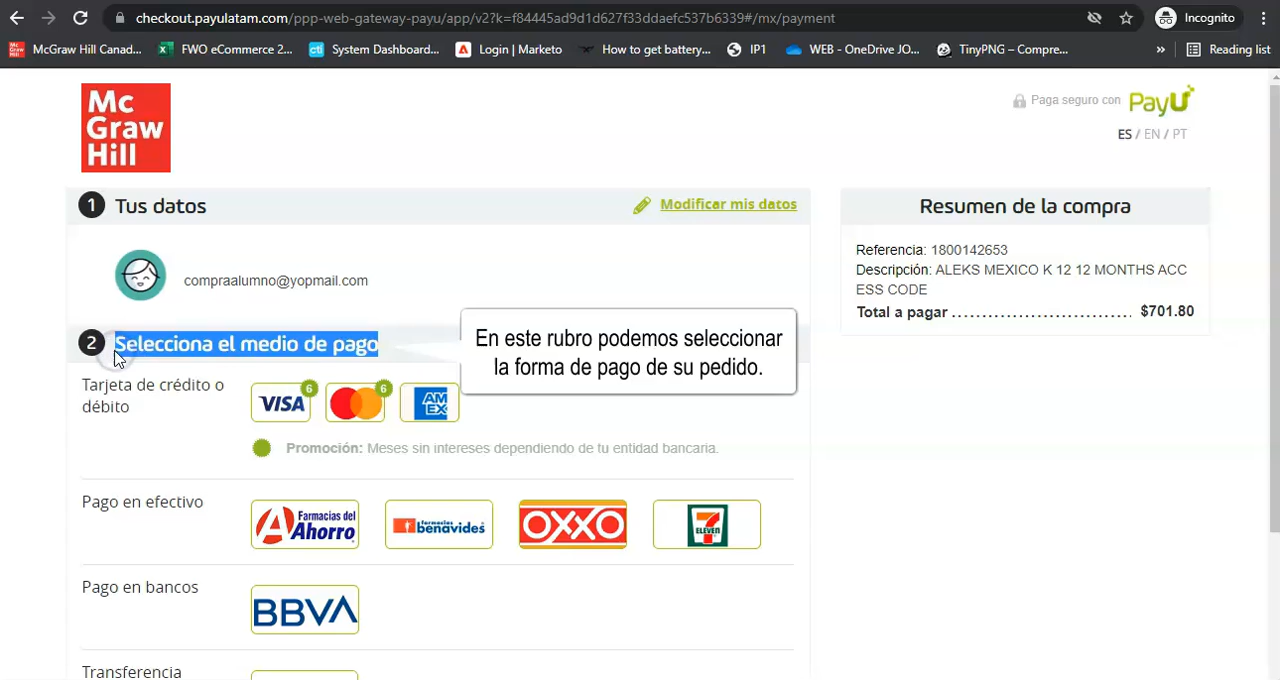 checkout.payulatam.com/ppp-web-gateway-payu/app/v2?k=f84445ad9d1d627f33ddaefc537b6339#/mx/payment
Incognito
McGraw Hill Canad...
FWO eCommerce 2...
ctl
System Dashboard...
Login | Marketo
How to get battery...
IP1
WEB - OneDrive JO...
TinyPNG – Compre...
»
Reading list
Mc
Graw
Hill
Paga seguro con PayU
ES / EN / PT
1 Tus datos
Modificar mis datos
compraalumno@yopmail.com
Resumen de la compra
Referencia: 1800142653
Descripción: ALEKS MEXICO K 12 12 MONTHS ACC
ESS CODE
Total a pagar ................................ $701.80
2 Selecciona el medio de pago
En este rubro podemos seleccionar
la forma de pago de su pedido.
Tarjeta de crédito o
débito
VISA 6
6
AM
EX
Promoción: Meses sin intereses dependiendo de tu entidad bancaria.
Pago en efectivo
Farmacias del
Ahorro
farmacias
benavides
OXXO
7
ELEVEN
Pago en bancos
BBVA
Transferencia